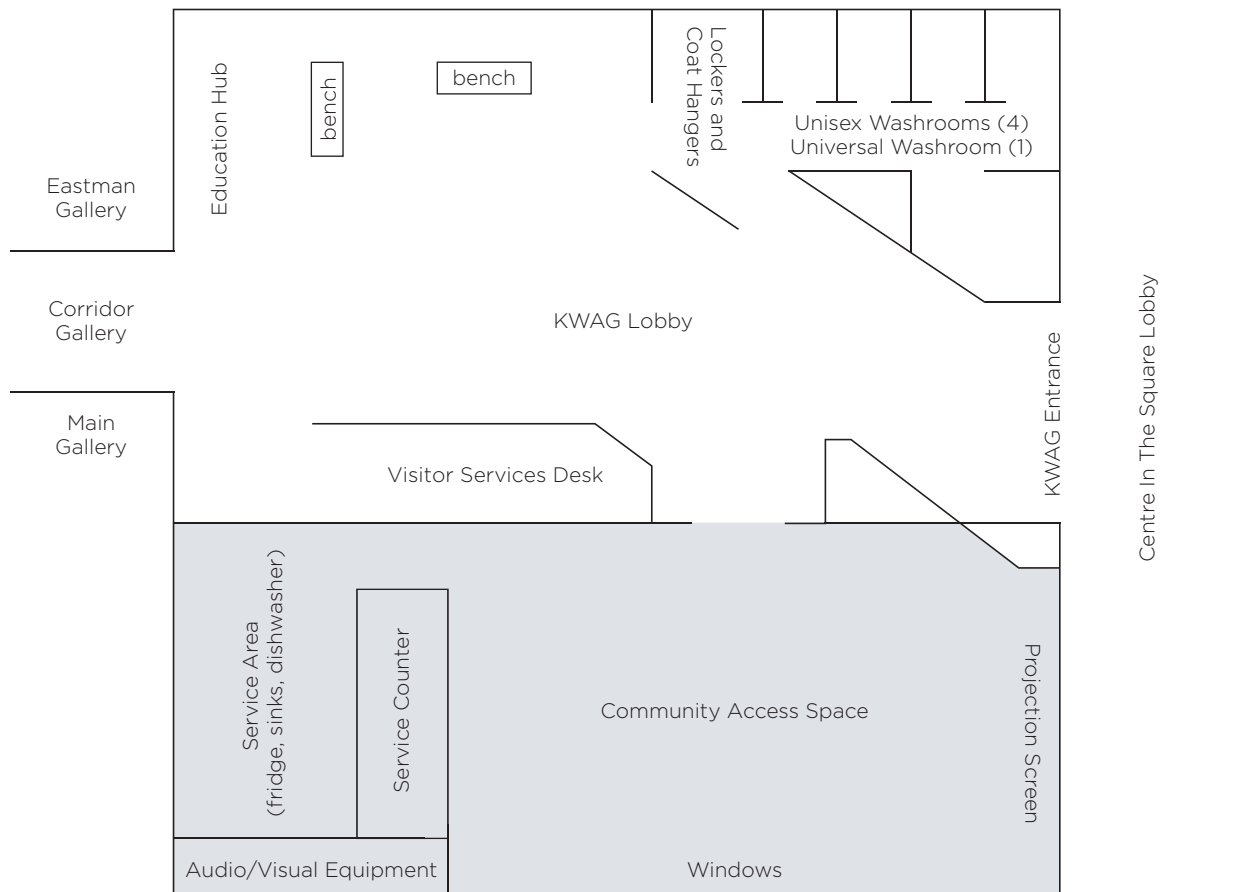 Education Hub
bench
bench
Lockers and
Coat Hangers
Unisex Washrooms (4)
Universal Washroom (1)
Eastman
Gallery
Corridor
Gallery
KWAG Lobby
Main
Gallery
Visitor Services Desk
KWAG Entrance
Centre In The Square Lobby
Service Area
(fridge, sinks, dishwasher)
Service Counter
Community Access Space
Projection Screen
Audio/Visual Equipment
Windows